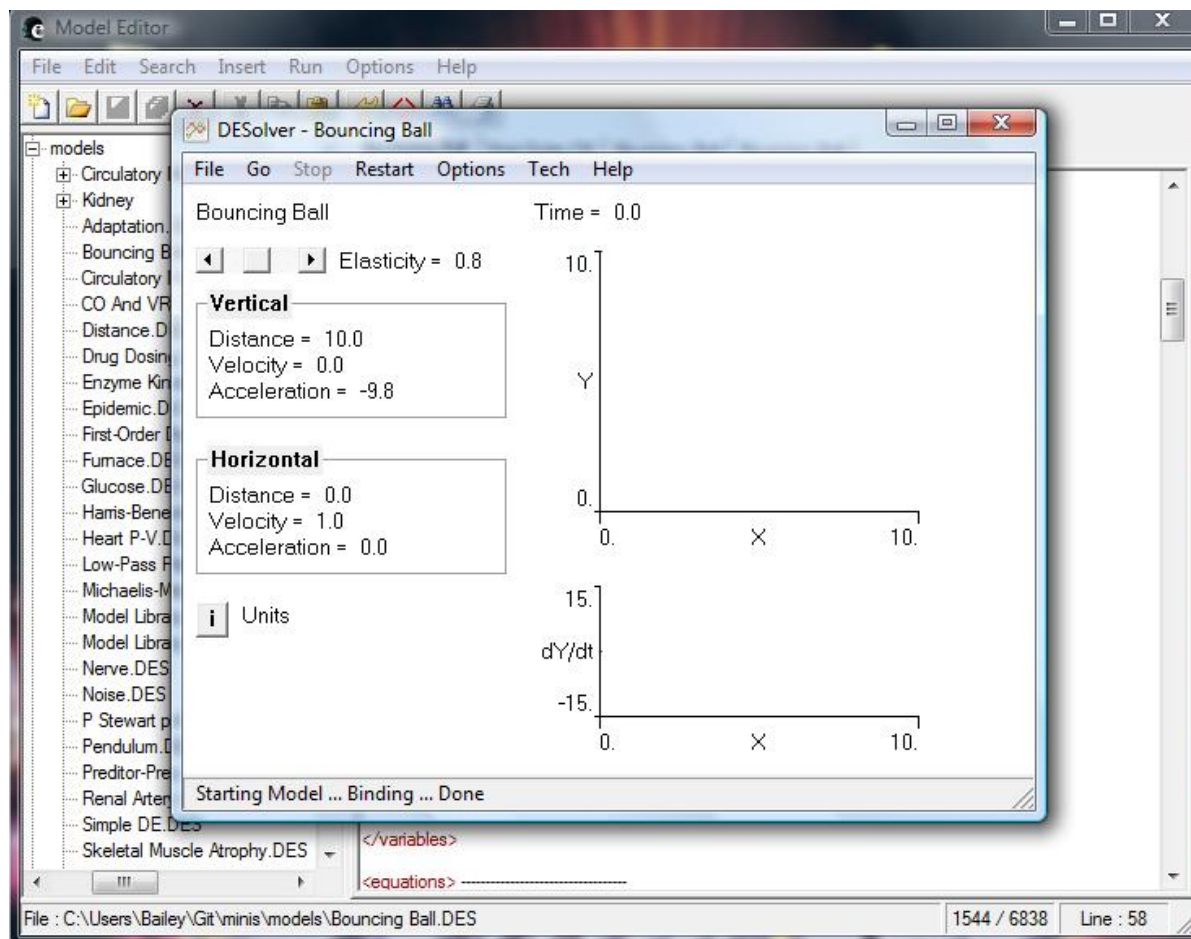 Model Editor
File Edit Search Insert Run Options Help
models
Circulatory
Kidney
Adaptation.
Bouncing B
Circulatory
CO And VR
Distance.D
Drug Dosin
Enzyme Kin
Epidemic.D
First-Order
Furnace.DE
Glucose.DE
Harris-Bene
Heart P-V.D
Low-Pass F
Michaelis-M
Model Libra
Model Libra
Nerve.DES
Noise.DES
P Stewart p
Pendulum.D
Preditor-Pre
Renal Arter
Simple DE.DES
Skeletal Muscle Atrophy.DES
DESolver - Bouncing Ball
File Go Stop Restart Options Tech Help
Bouncing Ball
Time = 0.0
Elasticity = 0.8
Vertical
Distance = 10.0
Velocity = 0.0
Acceleration = -9.8
Horizontal
Distance = 0.0
Velocity = 1.0
Acceleration = 0.0
i Units
10.
Y
0.
0. X 10.
15.
dY/dt
-15.
0. X 10.
Starting Model ... Binding ... Done
</variables>
<equations> ----------------------------------
File : C:\Users\Bailey\Git\minis\models\Bouncing Ball.DES
1544 / 6838
Line : 58